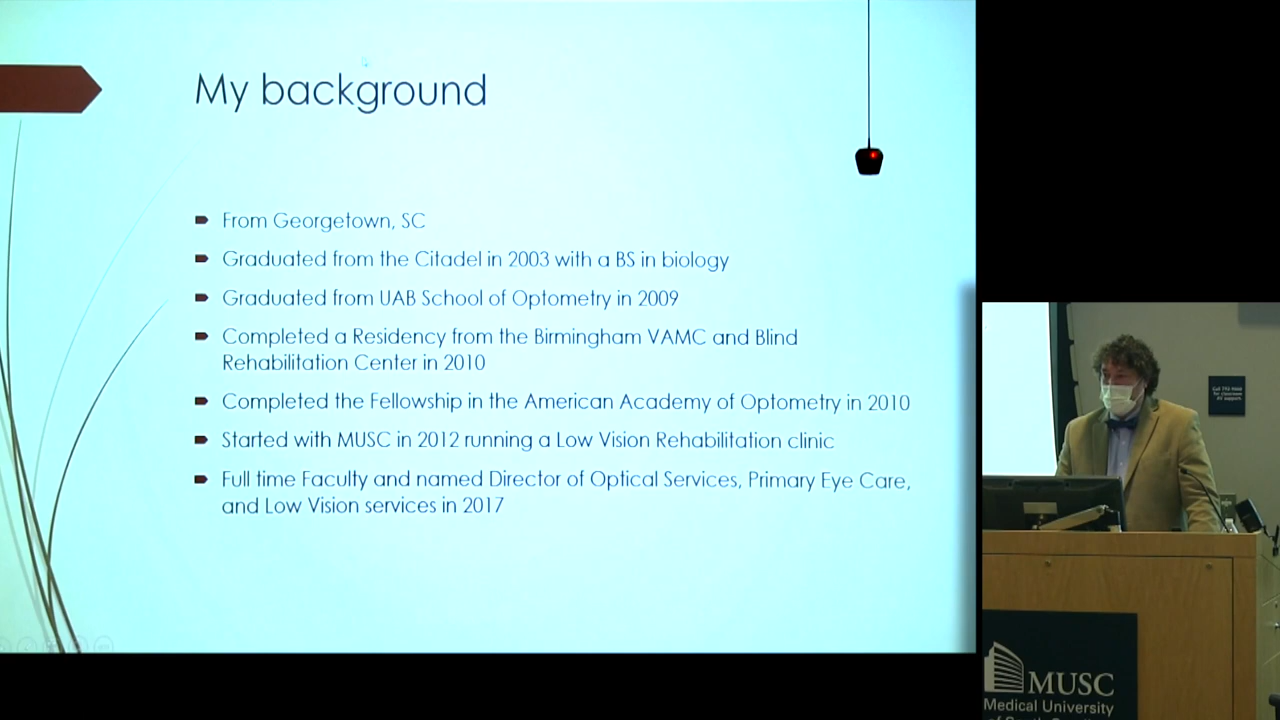 My background
From Georgetown, SC
Graduated from the Citadel in 2003 with a BS in biology
Graduated from UAB School of Optometry in 2009
Completed a Residency from the Birmingham VAMC and Blind
Rehabilitation Center in 2010
Completed the Fellowship in the American Academy of Optometry in 2010
Started with MUSC in 2012 running a Low Vision Rehabilitation clinic
Full time Faculty and named Director of Optical Services, Primary Eye Care,
and Low Vision services in 2017
MUSC
Medical University